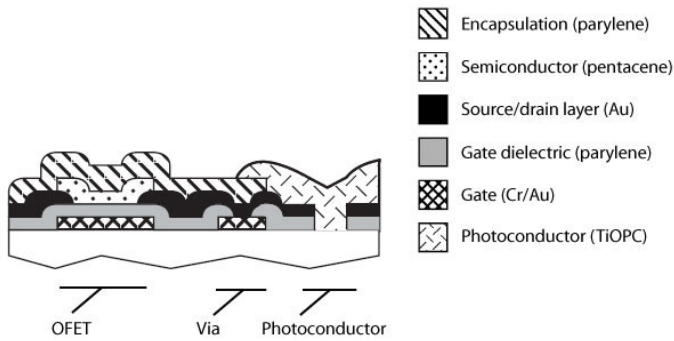 Encapsulation (parylene)
Semiconductor (pentacene)
Source/drain layer (Au)
Gate dielectric (parylene)
Gate (Cr/Au)
Photoconductor (TiOPC)
OFET
Via
Photoconductor